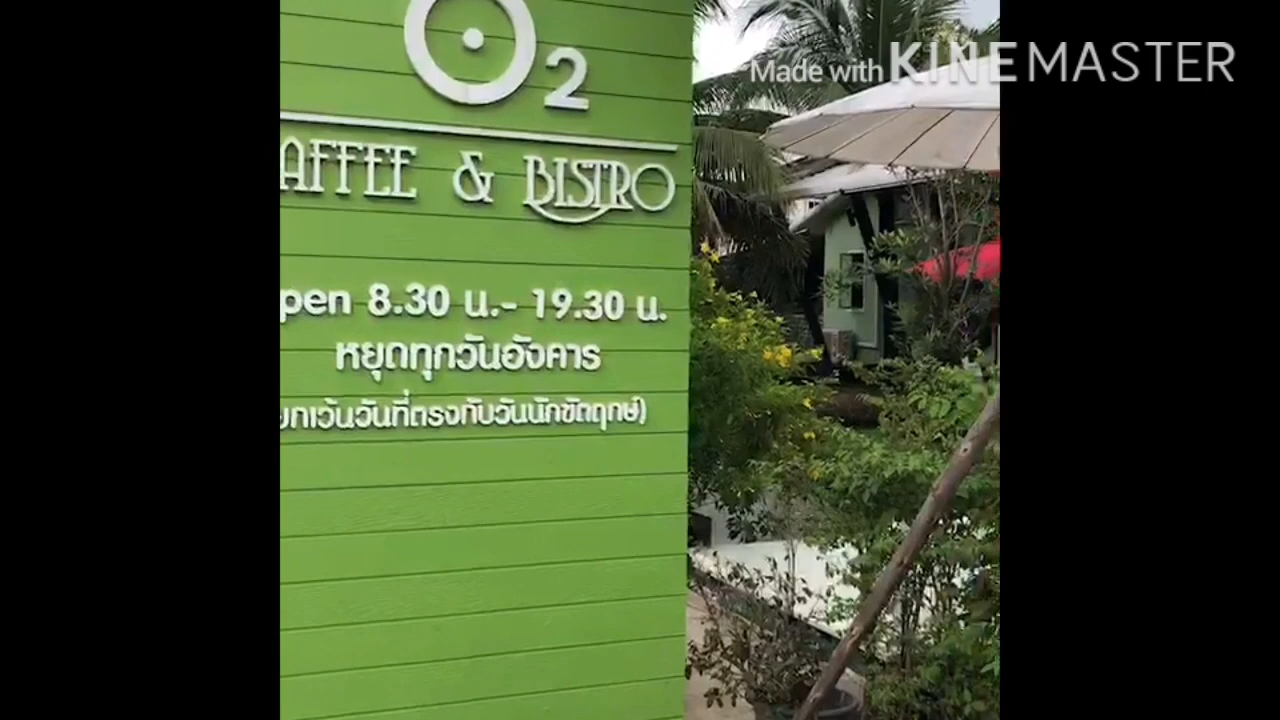 Made with KINEMASTER
O2
AFFEE & BISTRO
pen 8.30 น.- 19.30 น.
หยุดทุกวันอังคาร
ยกเว้นวันที่ตรงกับวันนักขัตฤกษ์)